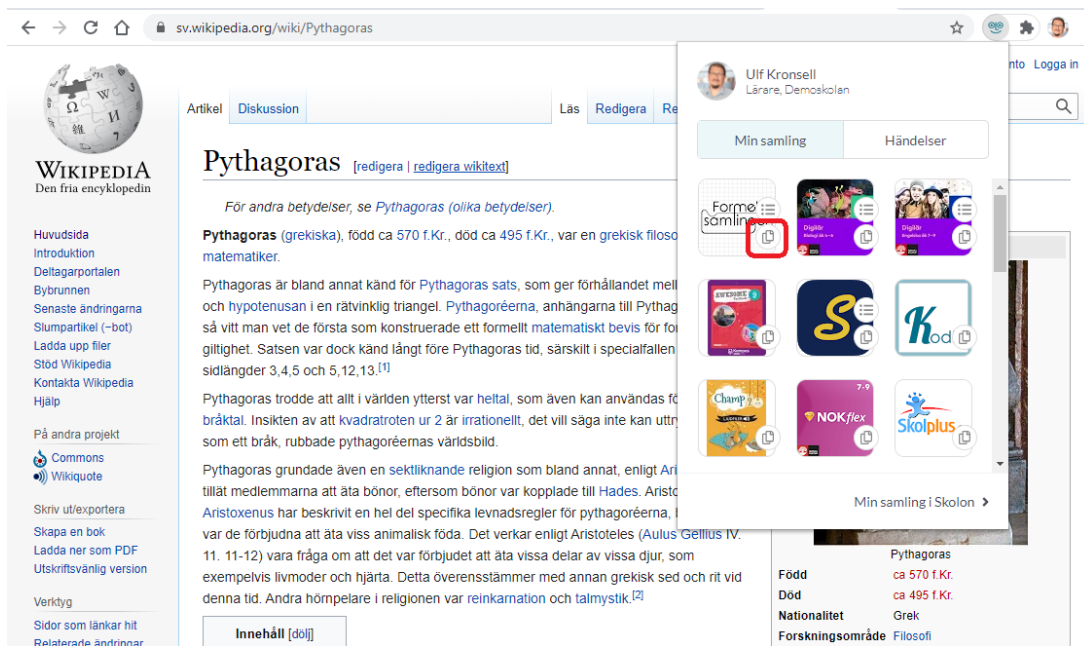 sv.wikipedia.org/wiki/Pythagoras
nto Logga in
Ulf Kronsell
Lärare, Demoskolan
Min samling Händelser
WIKIPEDIA
Den fria encyklopedin
Artikel Diskussion Läs Redigera Re
Pythagoras [redigera | redigera wikitext]
För andra betydelser, se Pythagoras (olika betydelser).
Pythagoras (grekiska), född ca 570 f.Kr., död ca 495 f.Kr., var en grekisk filoso
matematiker.
Pythagoras är bland annat känd för Pythagoras sats, som ger förhållandet mell
och hypotenusan i en rätvinklig triangel. Pythagoréerna, anhängarna till Pythag
så vitt man vet de första som konstruerade ett formellt matematiskt bevis för for
giltighet. Satsen var dock känd långt före Pythagoras tid, särskilt i specialfallen
sidlängder 3,4,5 och 5,12,13.[1]
Pythagoras trodde att allt i världen ytterst var heltal, som även kan användas fö
bråktal. Insikten av att kvadratroten ur 2 är irrationellt, det vill säga inte kan uttry
som ett bråk, rubbade pythagoréernas världsbild.
Pythagoras grundade även en sektliknande religion som bland annat, enligt Ari
tillät medlemmarna att äta bönor, eftersom bönor var kopplade till Hades. Aristo
Aristoxenus har beskrivit en hel del specifika levnadsregler för pythagoréerna,
var de förbjudna att äta viss animalisk föda. Det verkar enligt Aristoteles (Aulus Gellius IV.
11. 11-12) vara fråga om att det var förbjudet att äta vissa delar av vissa djur, som
exempelvis livmoder och hjärta. Detta överensstämmer med annan grekisk sed och rit vid
denna tid. Andra hörnpelare i religionen var reinkarnation och talmystik.[2]
Innehåll [dölj]
Huvudsida
Introduktion
Deltagarportalen
Bybrunnen
Senaste ändringarna
Slumpartikel (−bot)
Ladda upp filer
Stöd Wikipedia
Kontakta Wikipedia
Hjälp
På andra projekt
Commons
Wikiquote
Skriv ut/exportera
Skapa en bok
Ladda ner som PDF
Utskriftsvänlig version
Verktyg
Sidor som länkar hit
Relaterade ändringar
Formel
samlingen
Digilär
Digilär
AWESOME
S
Kod
Champ
7-9
NOKflex
Skolplus
Min samling i Skolon
Pythagoras
Född ca 570 f.Kr.
Död ca 495 f.Kr.
Nationalitet Grek
Forskningsområde Filosofi